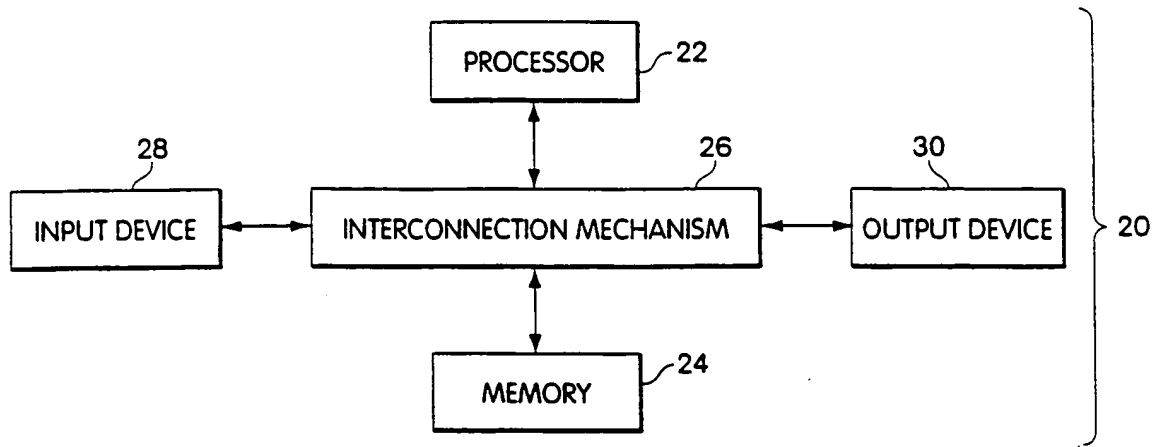 PROCESSOR
22
28
26
30
INPUT DEVICE
INTERCONNECTION MECHANISM
OUTPUT DEVICE
20
MEMORY
24